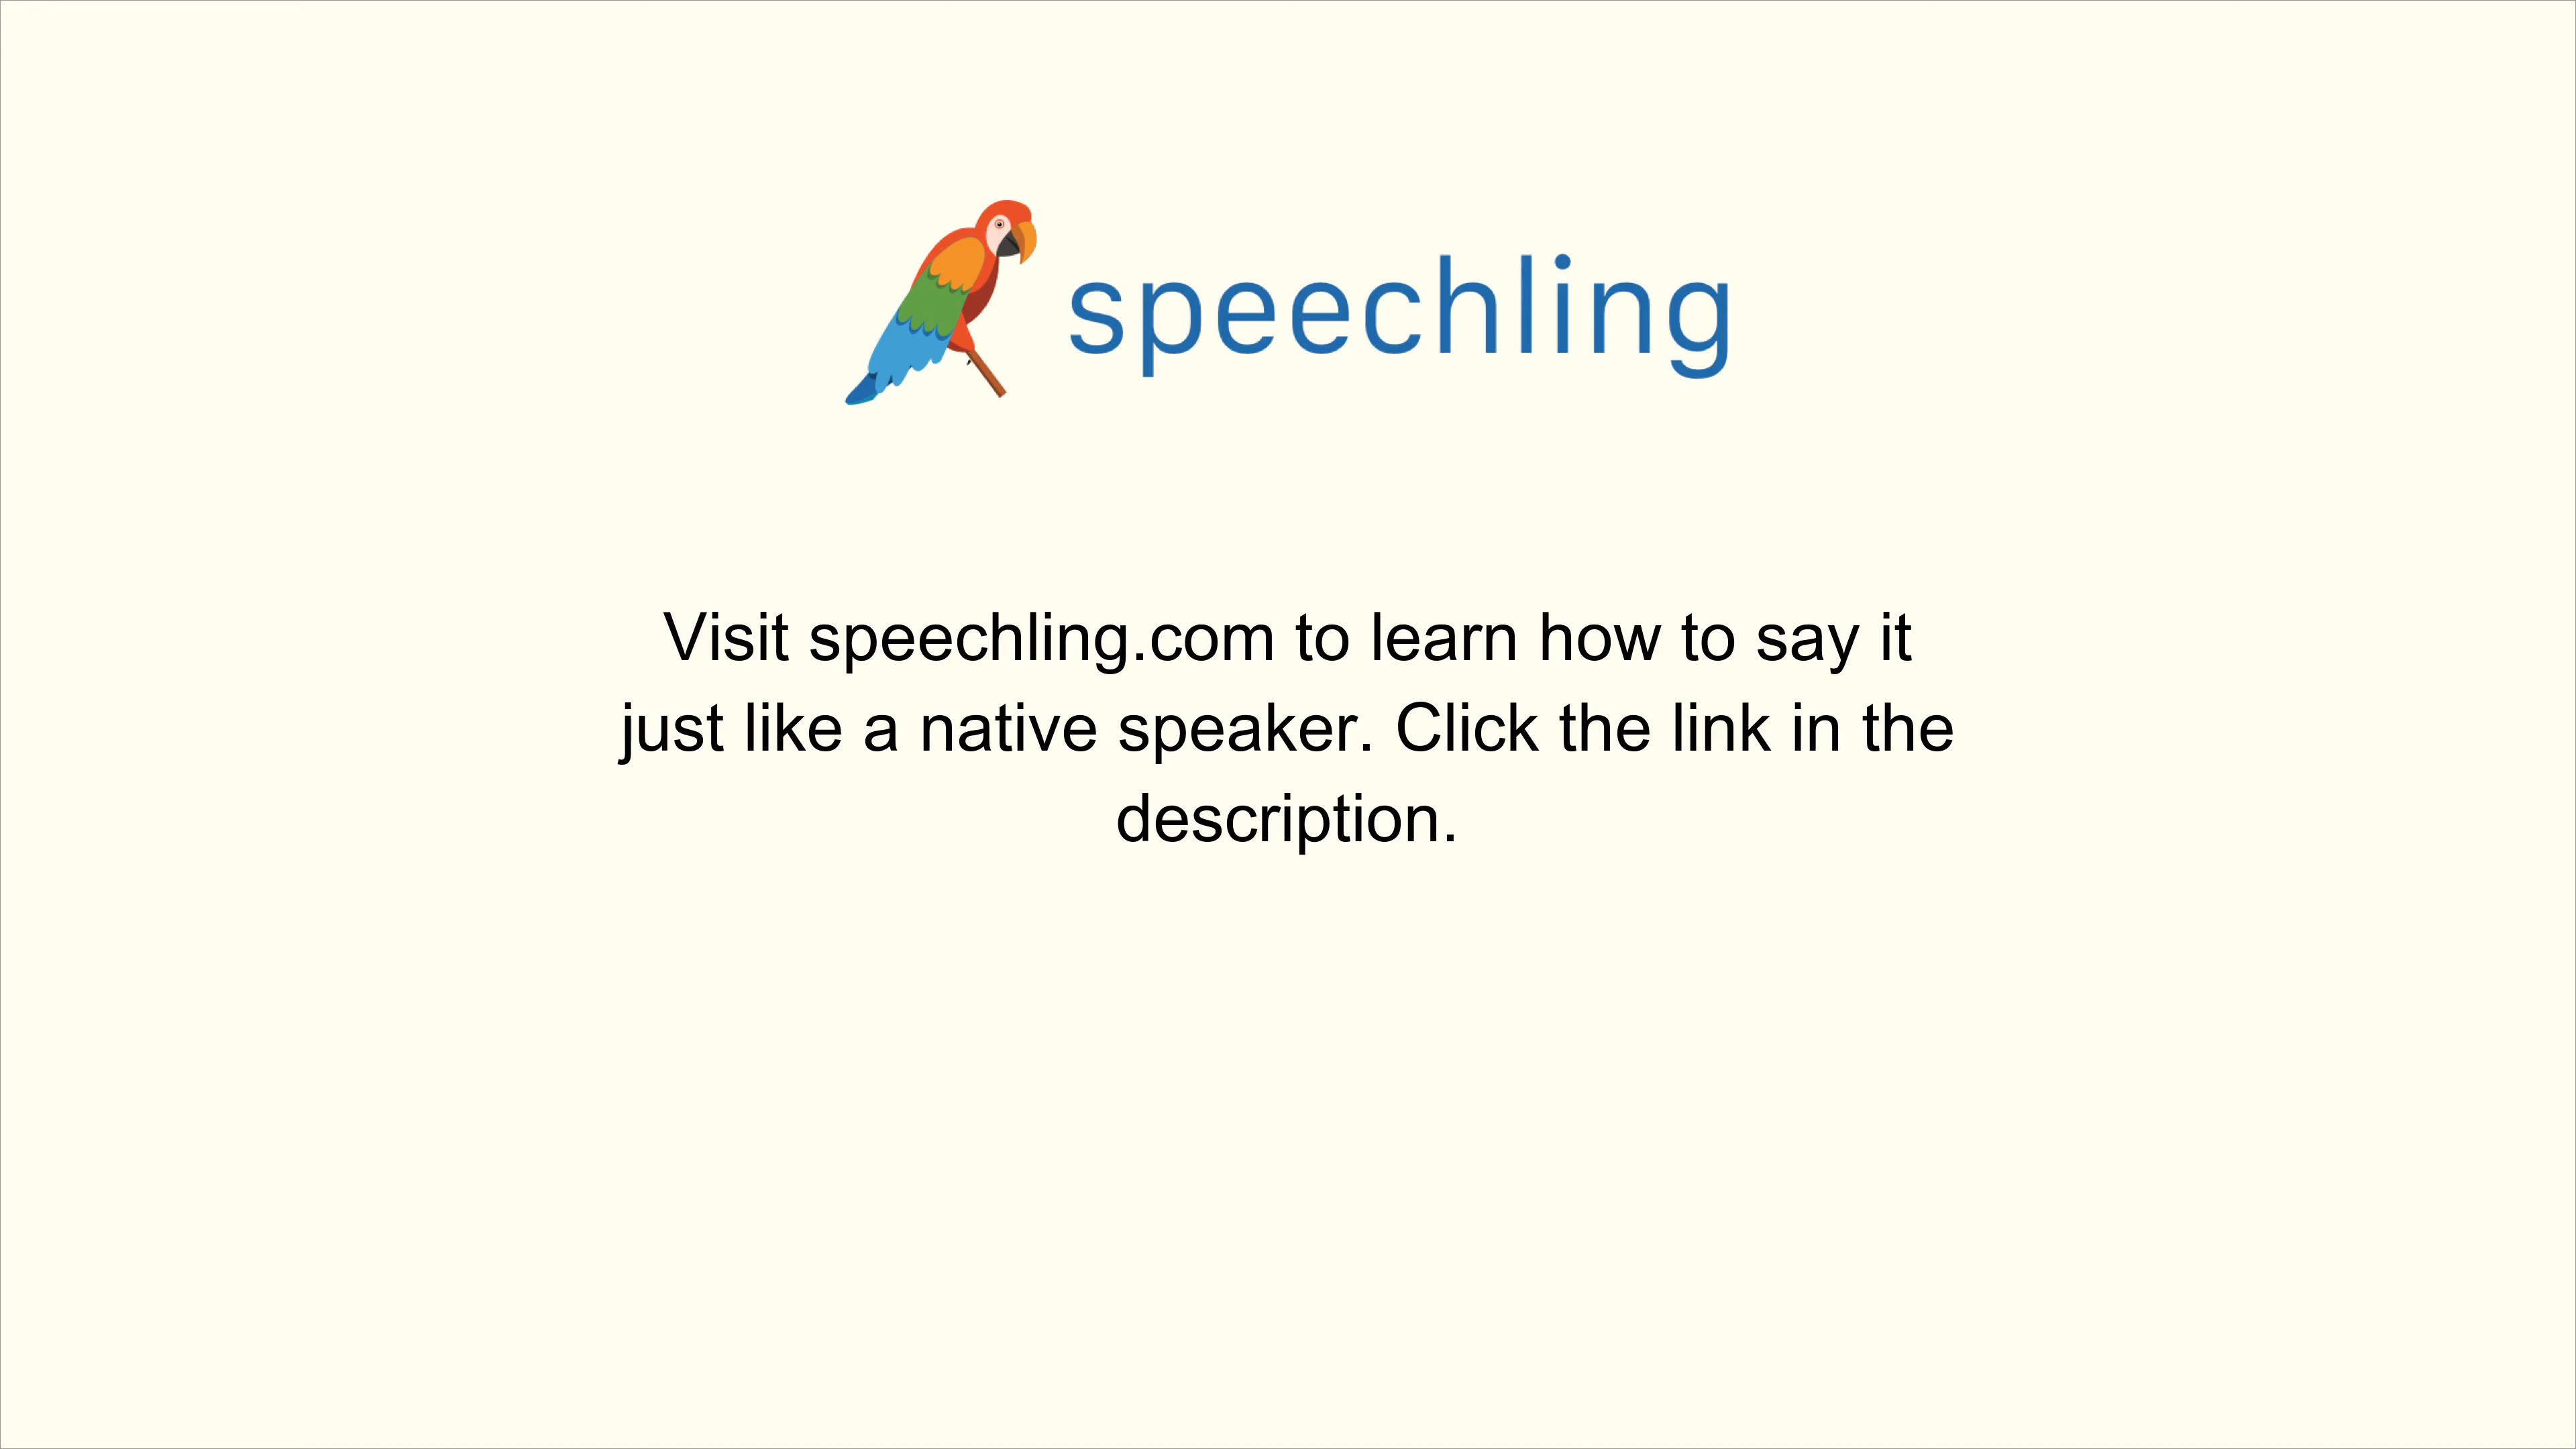 speechling
Visit speechling.com to learn how to say it
just like a native speaker. Click the link in the
description.